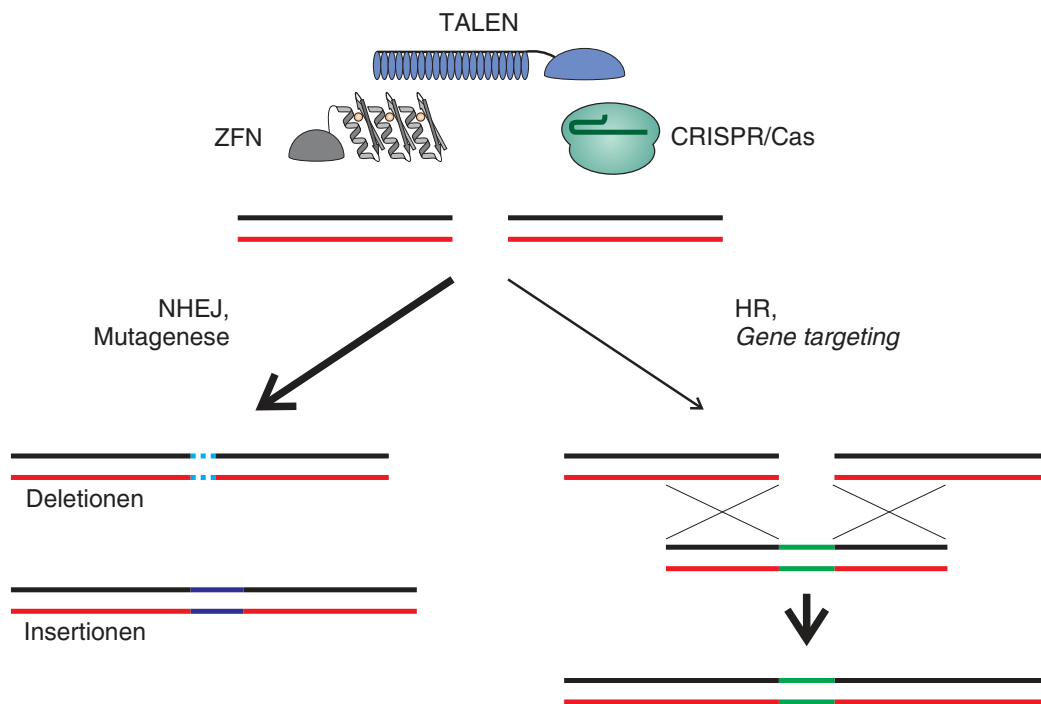 TALEN
ZFN
CRISPR/Cas
NHEJ,
Mutagenese
HR,
Gene targeting
Deletionen
Insertionen